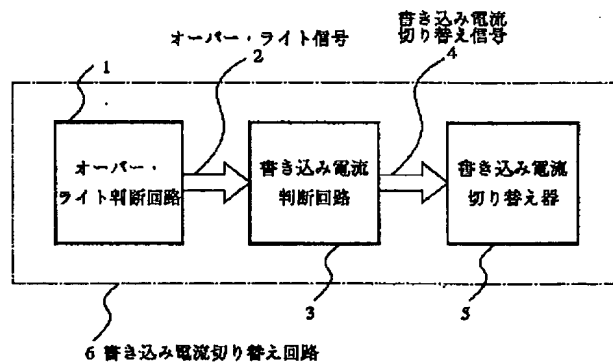 オーバー・ライト信号
2
書き込み電流
切り替え信号
4
1
オーバー・
ライト判断回路
書き込み電流
判断回路
書き込み電流
切り替え器
3
5
6 書き込み電流切り替え回路